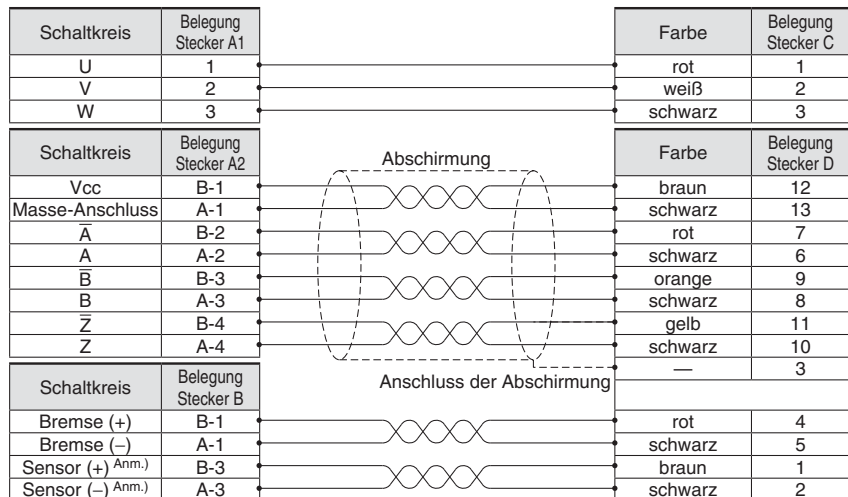 Schaltkreis Belegung Stecker A1 Farbe Belegung Stecker C
U 1 rot 1
V 2 weiß 2
W 3 schwarz 3
Schaltkreis Belegung Stecker A2 Abschirmung Farbe Belegung Stecker D
Vcc B-1 braun 12
Masse-Anschluss A-1 schwarz 13
A̅ B-2 rot 7
A A-2 schwarz 6
B̅ B-3 orange 9
B A-3 schwarz 8
Z̅ B-4 gelb 11
Z A-4 schwarz 10
Anschluss der Abschirmung — 3
Schaltkreis Belegung Stecker B
Bremse (+) B-1 rot 4
Bremse (−) A-1 schwarz 5
Sensor (+) Anm.) B-3 braun 1
Sensor (−) Anm.) A-3 schwarz 2